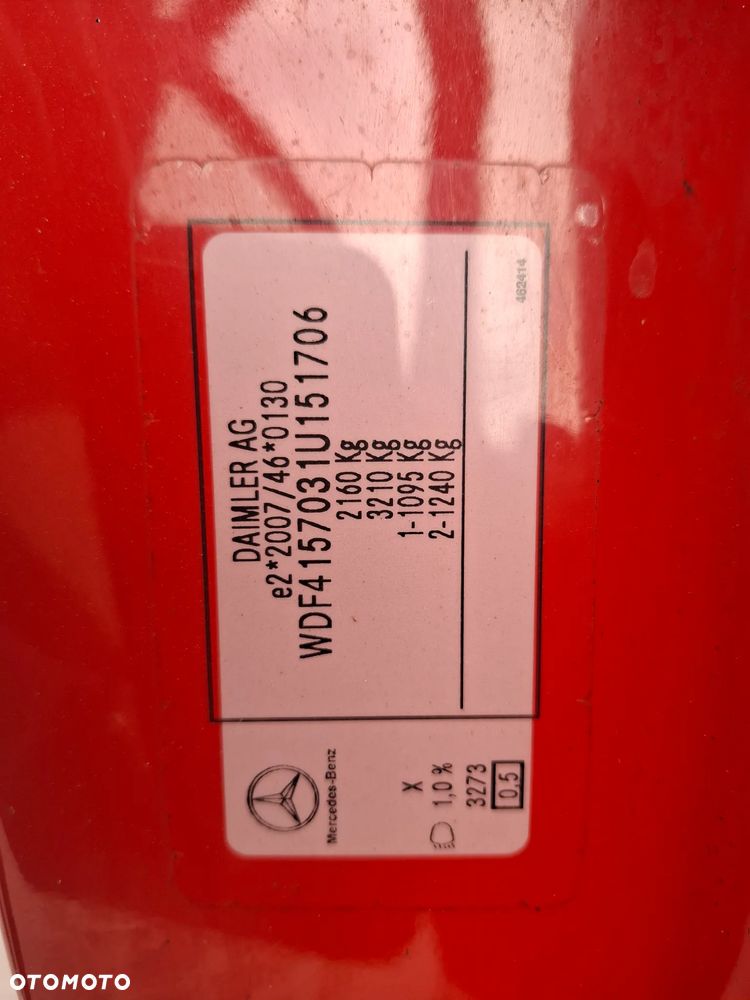 DAIMLER AG
e2*2007/46*0130
WDF4157031U151706
2160 Kg
3210 Kg
1-1095 Kg
2-1240 Kg
462414
Mercedes-Benz
X
1,0 %
3273
0,5
OTOMOTO